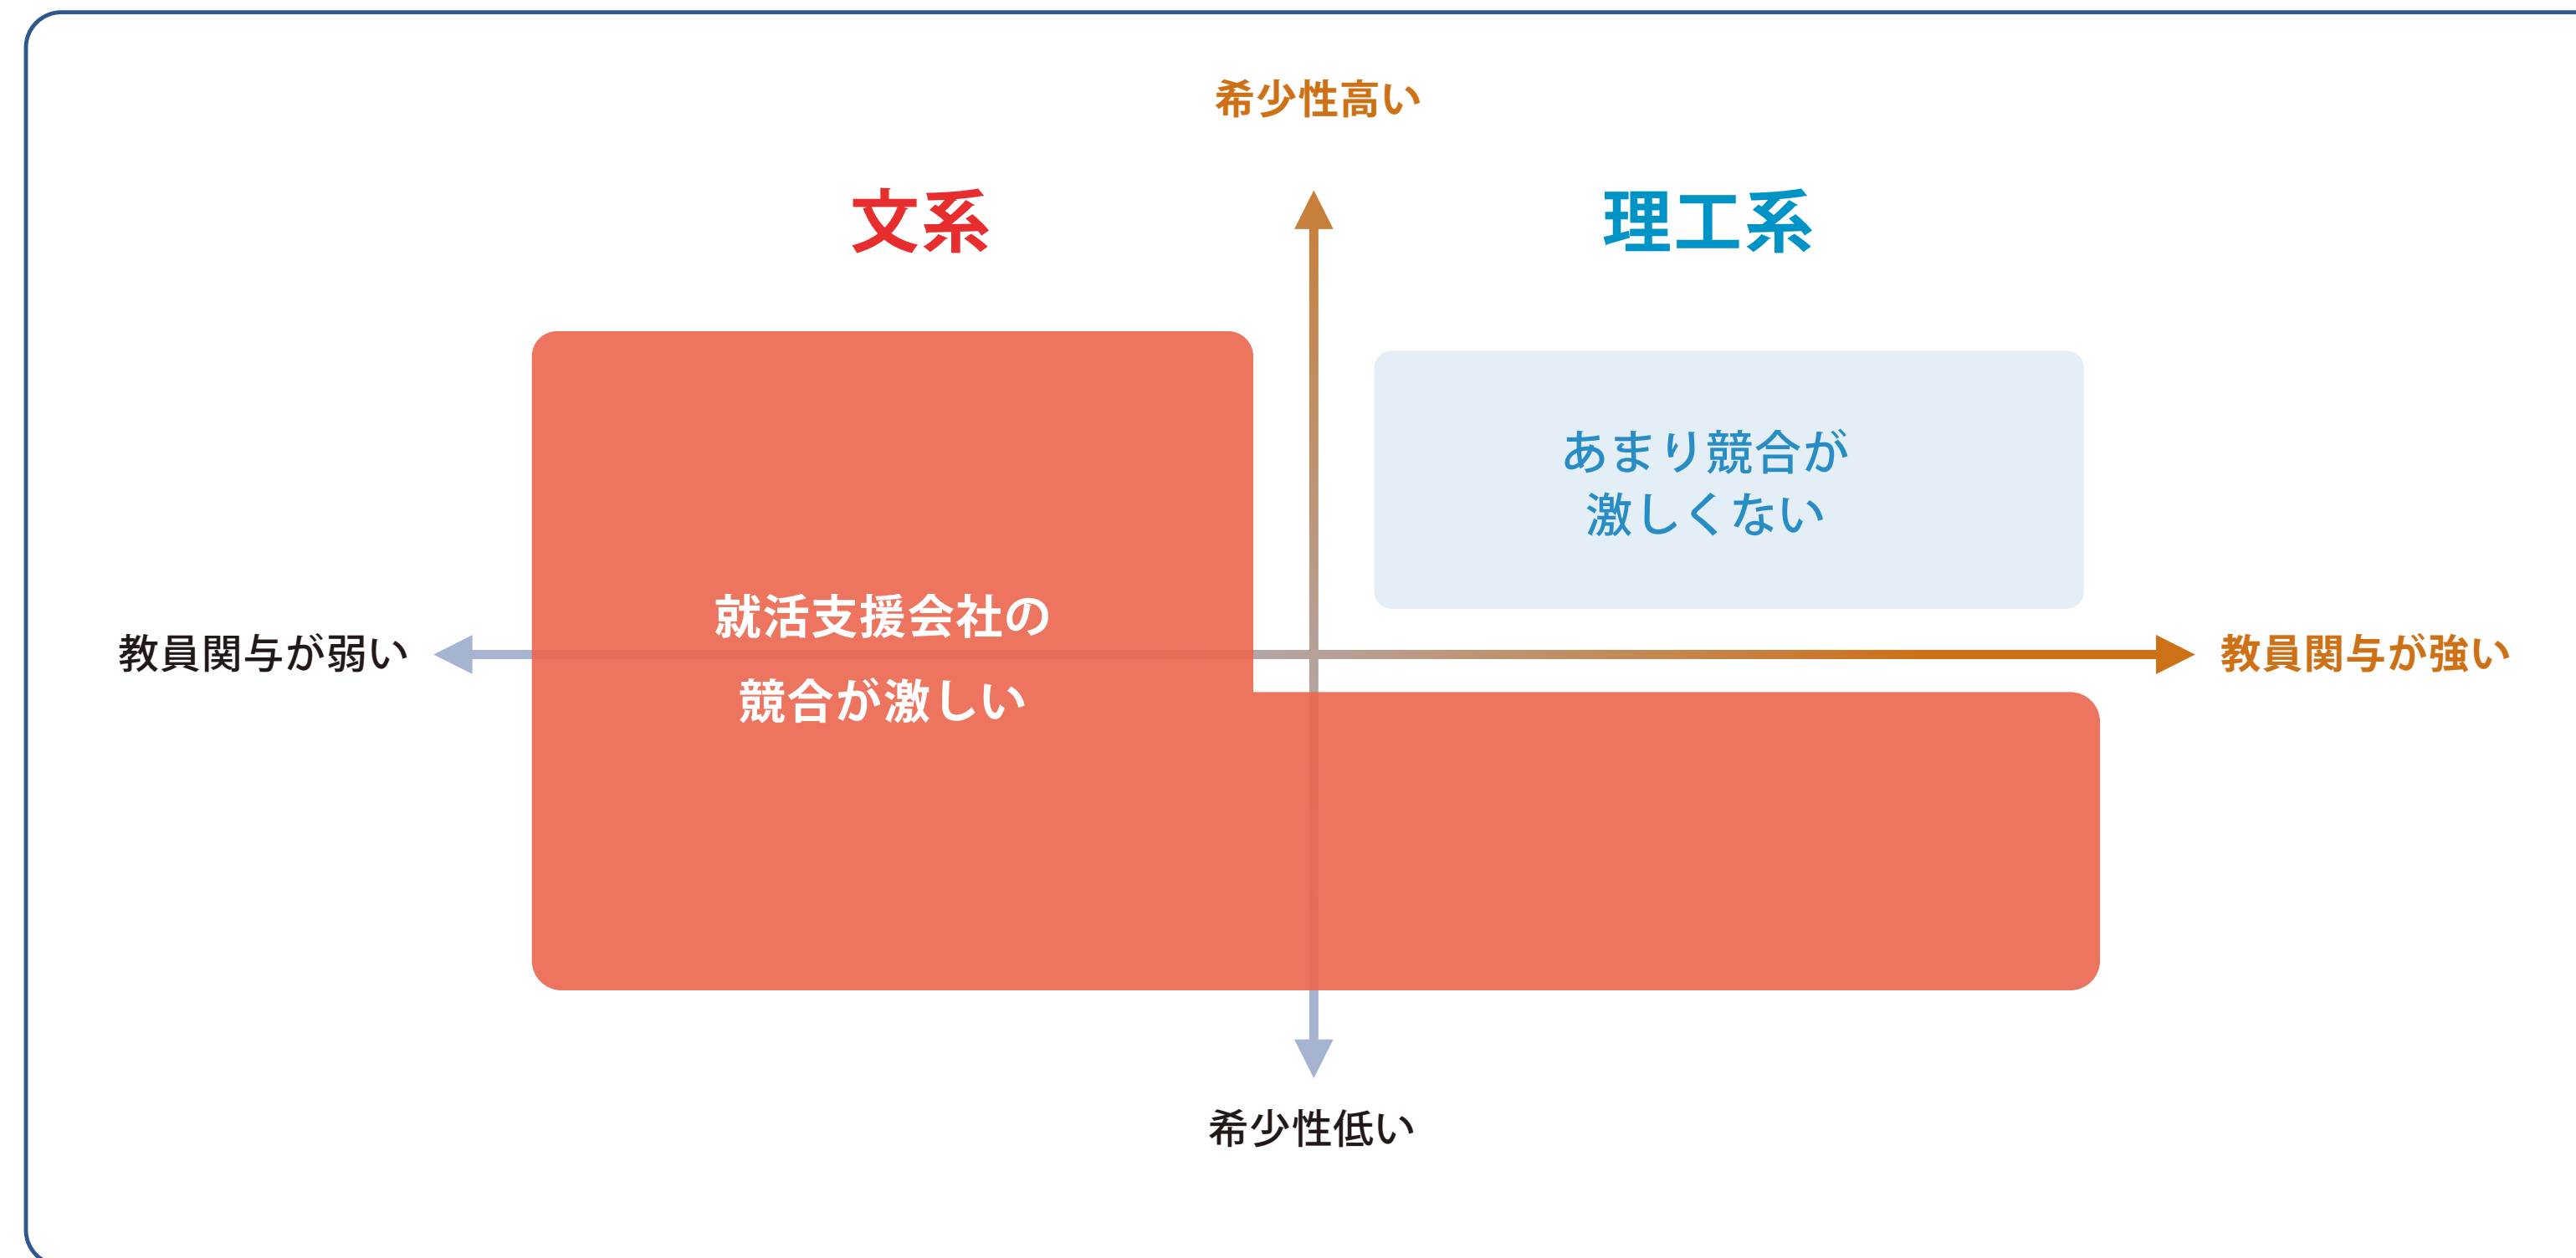 希少性高い
文系
理工系
あまり競合が
激しくない
就活支援会社の
競合が激しい
教員関与が弱い
教員関与が強い
希少性低い